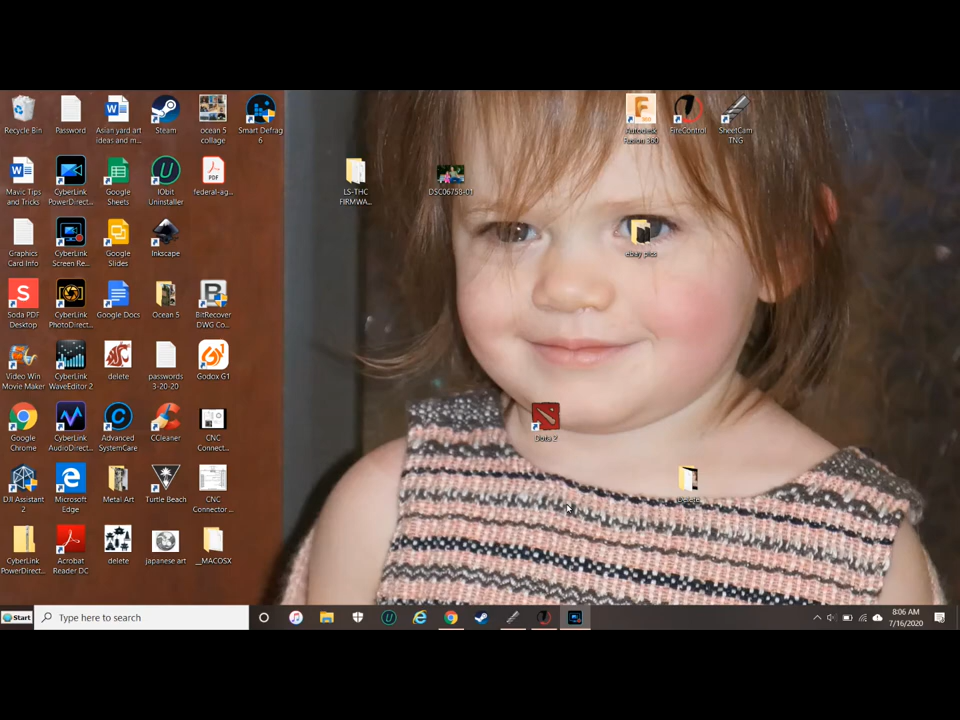 Recycle Bin
Password
Asian yard art
ideas and m...
Steam
ocean 5
collage
Smart Defrag
6
Autodesk
Fusion 360
FireControl
SheetCam
TNG
Mavic Tips
and Tricks
CyberLink
PowerDirect...
Google
Sheets
IObit
Uninstaller
PDF
federal-ag...
LS-THC
FIRMWA...
DSC06758-01
Graphics
Card Info
CyberLink
Screen Re...
Google
Slides
Inkscape
ebay pics
Soda PDF
Desktop
CyberLink
PhotoDirect...
Google Docs
Ocean 5
BitRecover
DWG Co...
Video Win
Movie Maker
CyberLink
WaveEditor 2
delete
passwords
3-20-20
Godox G1
Google
Chrome
CyberLink
AudioDirect...
Advanced
SystemCare
CCleaner
CNC
Connect...
Dota 2
DJI Assistant
2
Microsoft
Edge
Metal Art
Turtle Beach
CNC
Connector ...
Delete
CyberLink
PowerDirect...
Acrobat
Reader DC
delete
japanese art
__MACOSX
Start
Type here to search
8:06 AM
7/16/2020